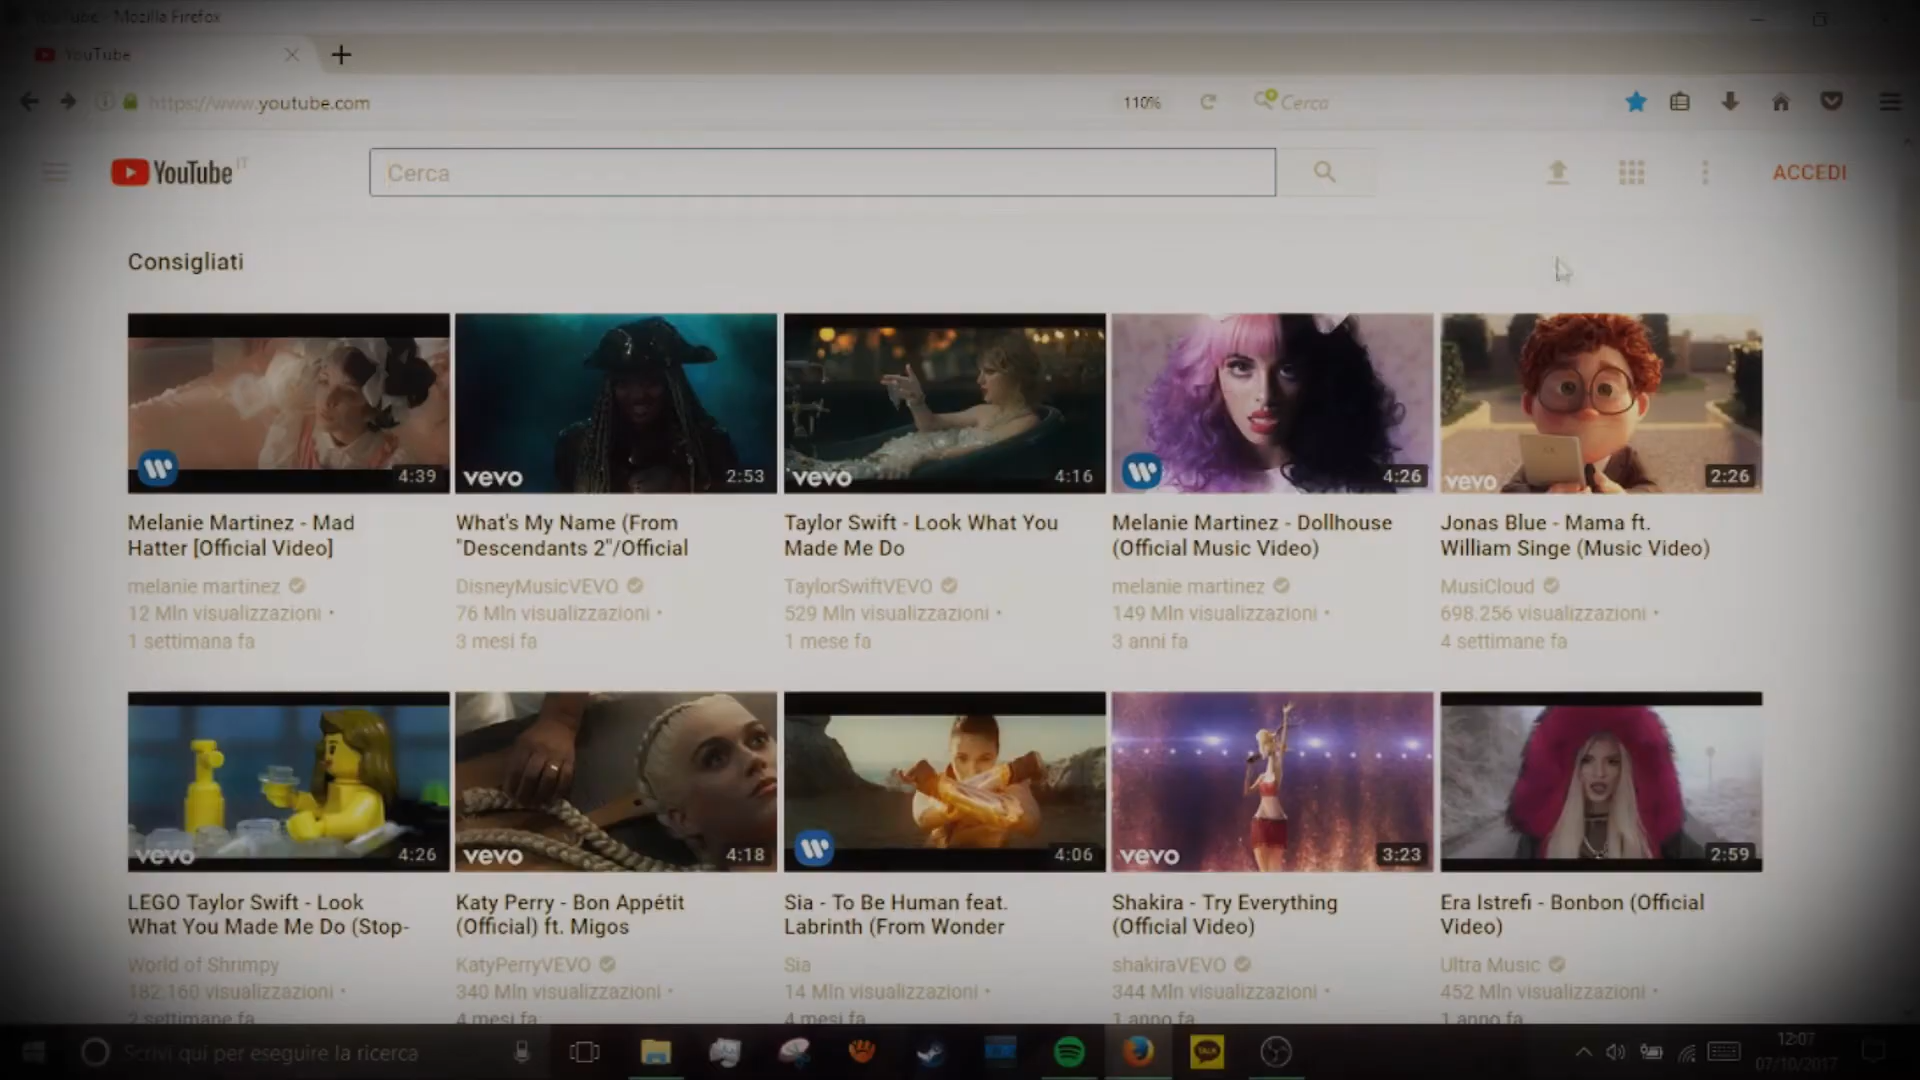 YouTube - Mozilla Firefox
YouTube
https://www.youtube.com
110%
Cerca
YouTube IT
Cerca
ACCEDI
Consigliati
4:39
vevo
2:53
vevo
4:16
4:26
vevo
2:26
Melanie Martinez - Mad
Hatter [Official Video]
melanie martinez
12 Mln visualizzazioni •
1 settimana fa
What's My Name (From
"Descendants 2"/Official
DisneyMusicVEVO
76 Mln visualizzazioni •
3 mesi fa
Taylor Swift - Look What You
Made Me Do
TaylorSwiftVEVO
529 Mln visualizzazioni •
1 mese fa
Melanie Martinez - Dollhouse
(Official Music Video)
melanie martinez
149 Mln visualizzazioni •
3 anni fa
Jonas Blue - Mama ft.
William Singe (Music Video)
MusiCloud
698.256 visualizzazioni •
4 settimane fa
vevo
4:26
vevo
4:18
4:06
vevo
3:23
2:59
LEGO Taylor Swift - Look
What You Made Me Do (Stop-
World of Shrimpy
182.160 visualizzazioni •
2 settimane fa
Katy Perry - Bon Appétit
(Official) ft. Migos
KatyPerryVEVO
340 Mln visualizzazioni •
4 mesi fa
Sia - To Be Human feat.
Labrinth (From Wonder
Sia
14 Mln visualizzazioni •
4 mesi fa
Shakira - Try Everything
(Official Video)
shakiraVEVO
344 Mln visualizzazioni •
1 anno fa
Era Istrefi - Bonbon (Official
Video)
Ultra Music
452 Mln visualizzazioni •
1 anno fa
Scrivi qui per eseguire la ricerca
TALK
12:07
07/10/2017